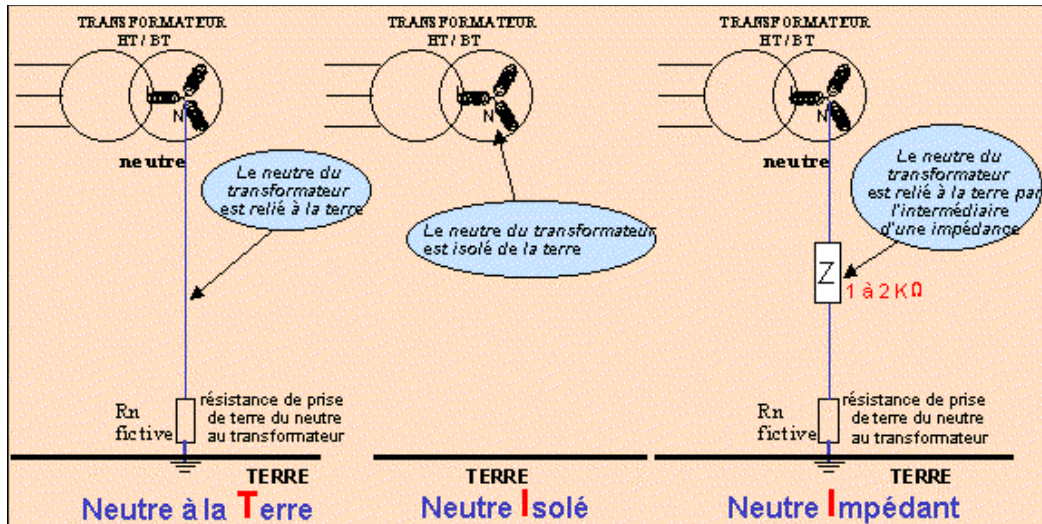 TRANSFORMATEUR
HT/BT
N
neutre
Le neutre du
transformateur
est relié à la terre
Rn
fictive
résistance de prise
de terre du neutre
au transformateur
TERRE
Neutre à la Terre
TRANSFORMATEUR
HT/BT
N
Le neutre du transformateur
est isolé de la terre
TERRE
Neutre Isolé
TRANSFORMATEUR
HT/BT
N
neutre
Le neutre du
transformateur
est relié à la terre par
l'intermédiaire
d'une impédance
Z
1 à 2 KΩ
Rn
fictive
résistance de prise
de terre du neutre
au transformateur
TERRE
Neutre Impédant